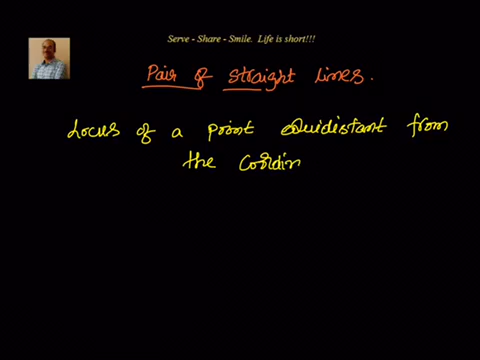 Serve - Share - Smile. Life is short!!!
Pair of straight lines.
Locus of a point equidistant from
the coordin